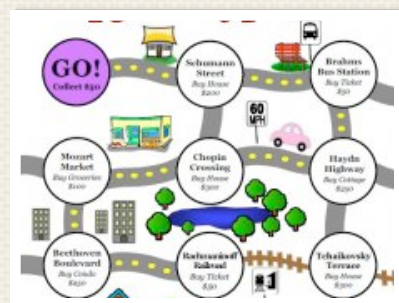 GO!
Collect $50
Schumann
Street
Buy House
$200
Brahms
Bus Station
Buy Ticket
$50
60
MPH
Mozart
Market
Buy Groceries
$100
Chopin
Crossing
Buy House
$300
Haydn
Highway
Buy Cottage
$250
Beethoven
Boulevard
Buy Condo
$450
Rachmaninoff
Railroad
Buy Ticket
$50
Tchaikovsky
Terrace
Buy House
$300